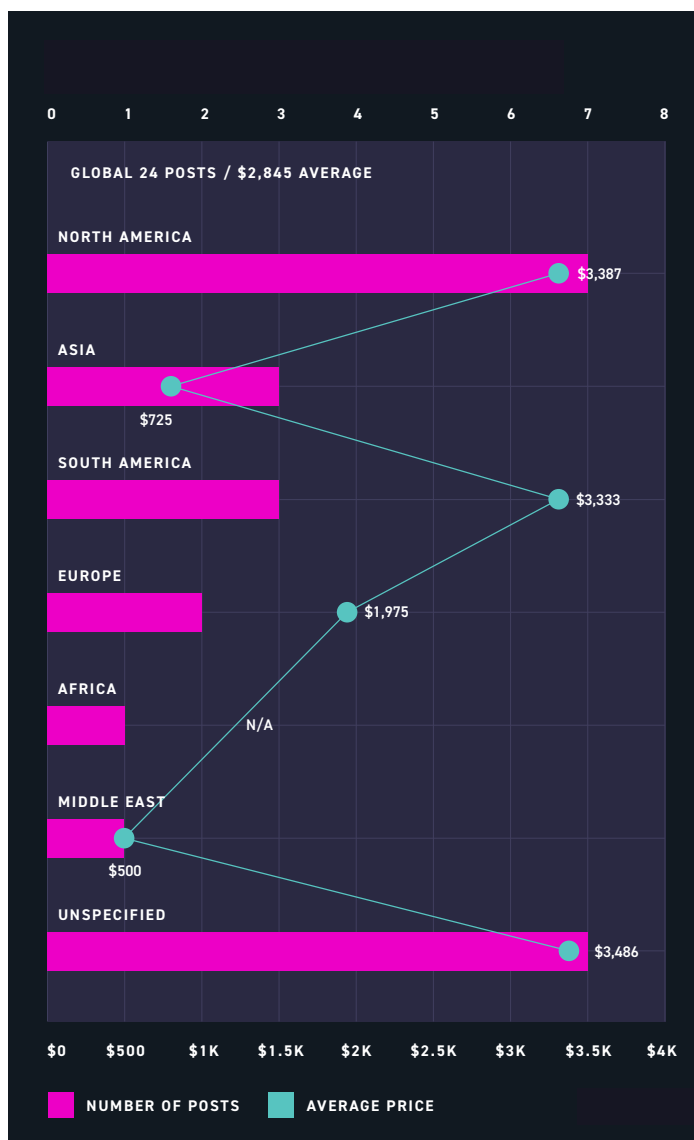 0 1 2 3 4 5 6 7 8
GLOBAL 24 POSTS / $2,845 AVERAGE
NORTH AMERICA
$3,387
ASIA
$725
SOUTH AMERICA
$3,333
EUROPE
$1,975
AFRICA
N/A
MIDDLE EAST
$500
UNSPECIFIED
$3,486
$0 $500 $1K $1.5K $2K $2.5K $3K $3.5K $4K
NUMBER OF POSTS AVERAGE PRICE